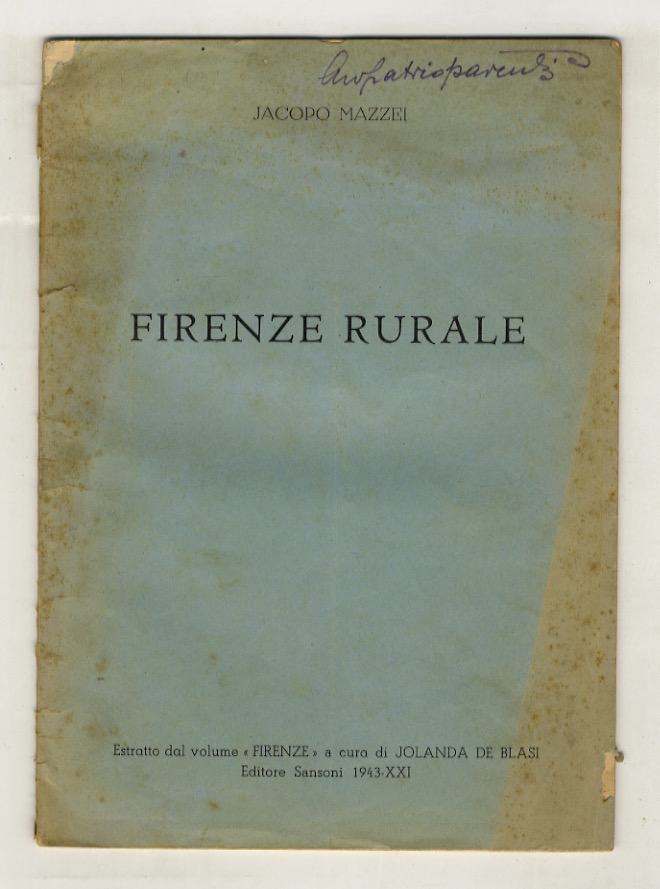 JACOPO MAZZEI
FIRENZE RURALE
Estratto dal volume « FIRENZE » a cura di JOLANDA DE BLASI
Editore Sansoni 1943-XXI